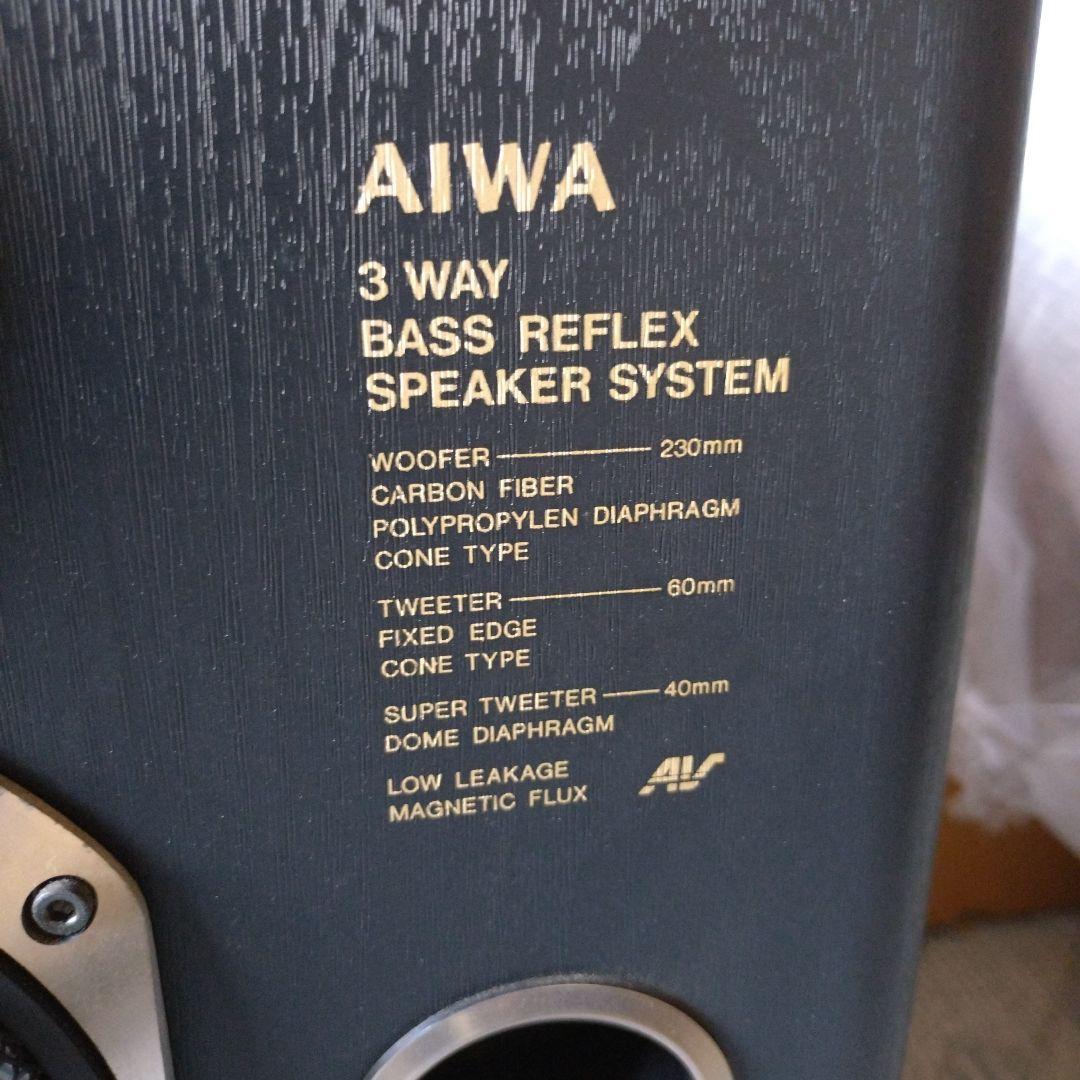 AIWA
3 WAY
BASS REFLEX
SPEAKER SYSTEM
WOOFER 230mm
CARBON FIBER
POLYPROPYLEN DIAPHRAGM
CONE TYPE
TWEETER 60mm
FIXED EDGE
CONE TYPE
SUPER TWEETER 40mm
DOME DIAPHRAGM
LOW LEAKAGE
MAGNETIC FLUX
AVS